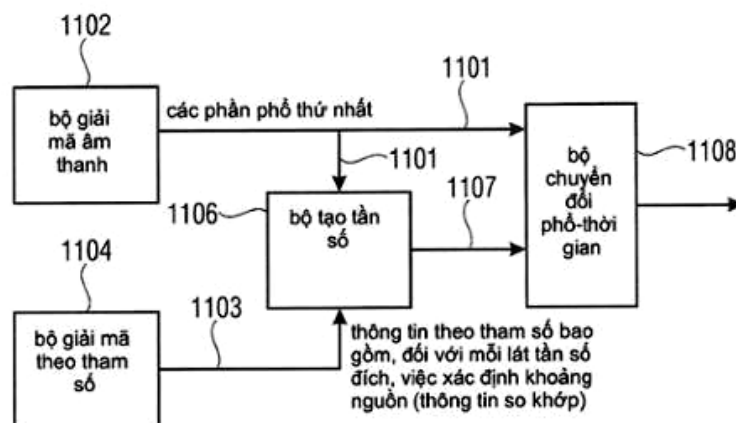 1102
bộ giải
mã âm
thanh
các phần phổ thứ nhất
1101
1101
bộ
chuyển
đổi
phổ-thời
gian
1108
1106
bộ tạo tần
số
1107
1104
bộ giải mã
theo tham
số
1103
thông tin theo tham số bao
gồm, đối với mỗi lát tần số
đích, việc xác định khoảng
nguồn (thông tin so khớp)